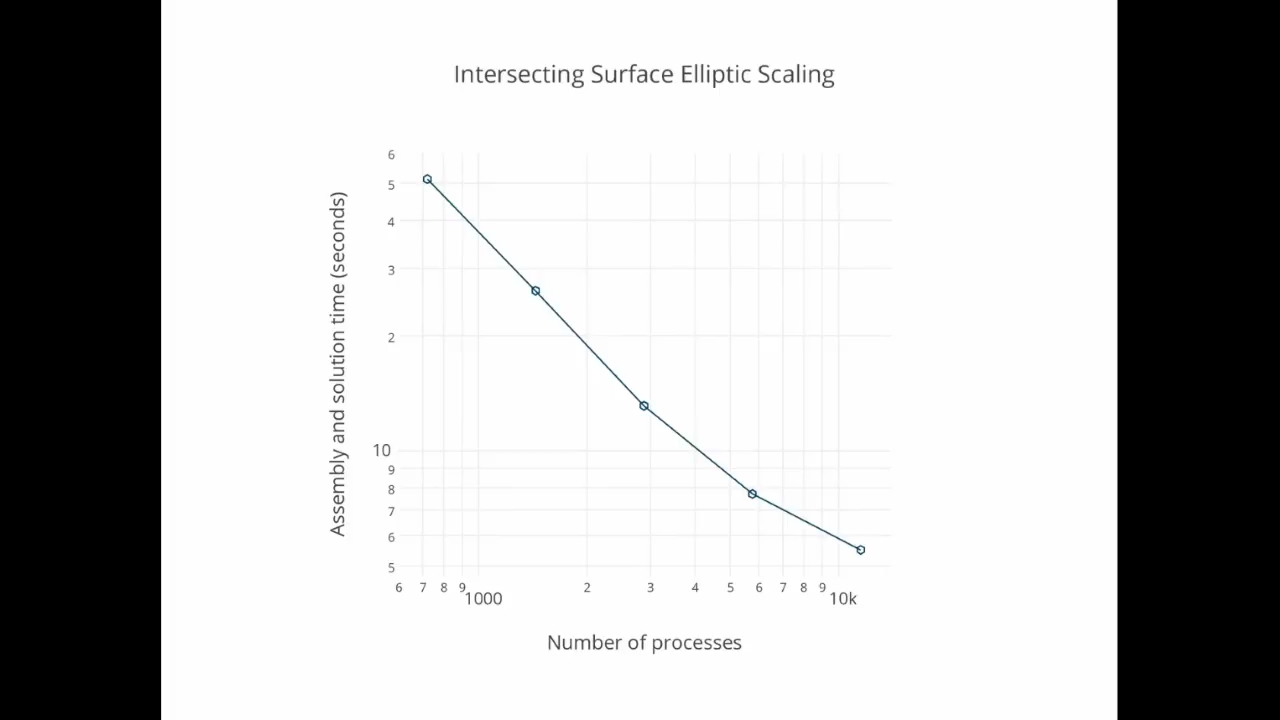 Intersecting Surface Elliptic Scaling
Assembly and solution time (seconds)
6
5
4
3
2
10
9
8
7
6
5
6 7 8 9 1000 2 3 4 5 6 7 8 9 10k
Number of processes